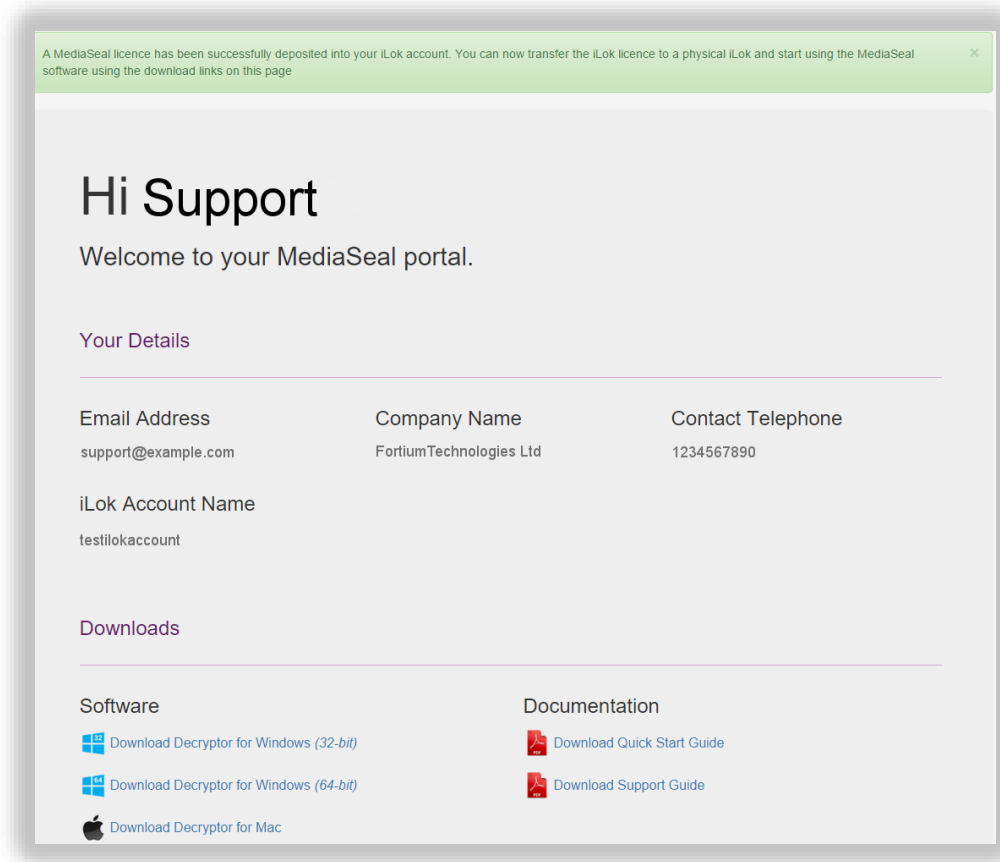 A MediaSeal licence has been successfully deposited into your iLok account. You can now transfer the iLok licence to a physical iLok and start using the MediaSeal
software using the download links on this page
×
Hi Support
Welcome to your MediaSeal portal.
Your Details
Email Address
Company Name
Contact Telephone
support@example.com
FortiumTechnologies Ltd
1234567890
iLok Account Name
testilokaccount
Downloads
Software
Documentation
32
Download Decryptor for Windows (32-bit)
PDF
Download Quick Start Guide
64
Download Decryptor for Windows (64-bit)
PDF
Download Support Guide
Download Decryptor for Mac